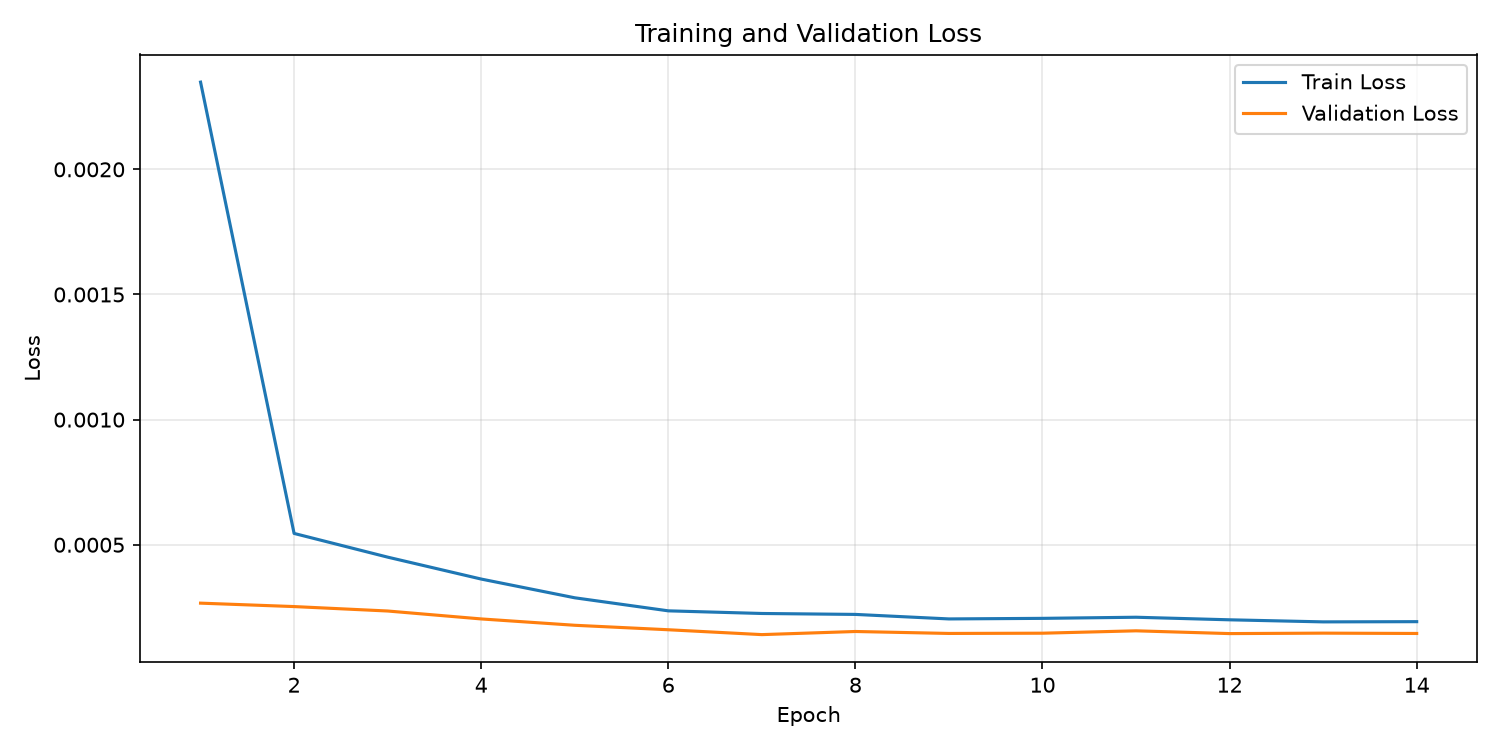 Training and Validation Loss
Train Loss
Validation Loss
0.0020
0.0015
0.0010
0.0005
Loss
2 4 6 8 10 12 14
Epoch